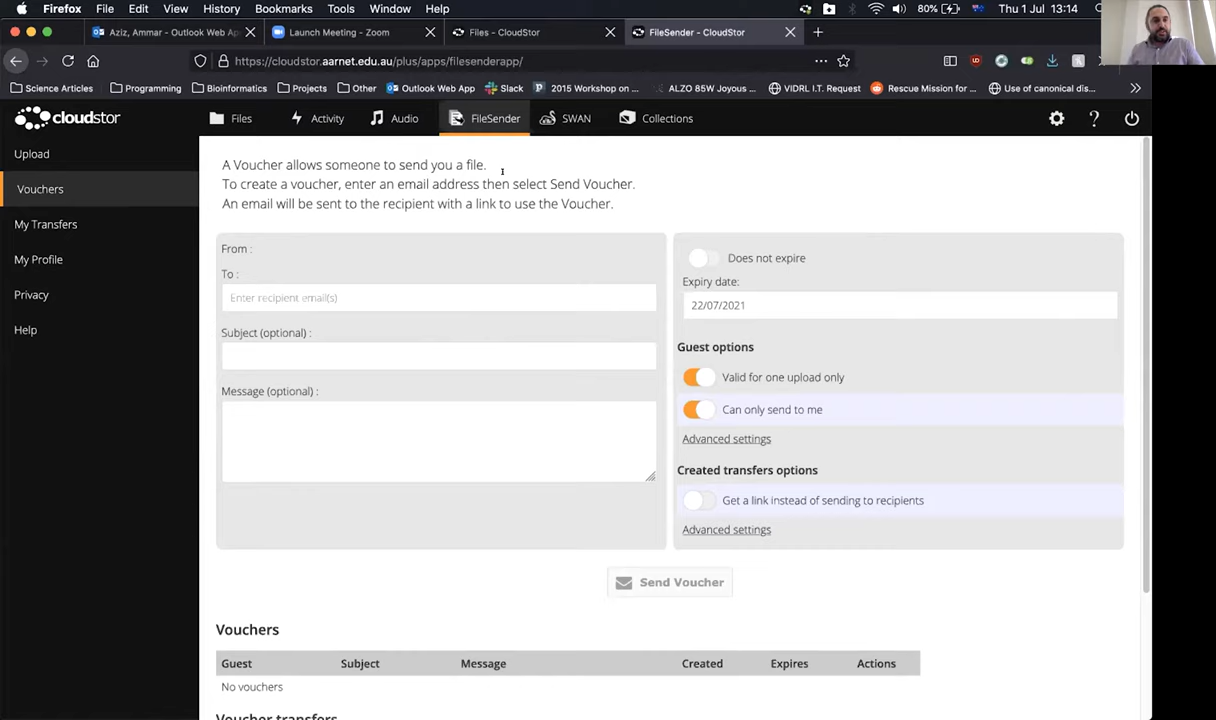 Firefox File Edit View History Bookmarks Tools Window Help 80% Thu 1 Jul 13:14
Aziz, Ammar - Outlook Web Ap
Launch Meeting - Zoom
Files - CloudStor
FileSender - CloudStor
https://cloudstor.aarnet.edu.au/plus/apps/filesenderapp/
Science Articles Programming Bioinformatics Projects Other Outlook Web App Slack 2015 Workshop on ... ALZO 85W Joyous ... VIDRL I.T. Request Rescue Mission for ... Use of canonical dis...
cloudstor Files Activity Audio FileSender SWAN Collections
Upload
Vouchers
My Transfers
My Profile
Privacy
Help
A Voucher allows someone to send you a file.
To create a voucher, enter an email address then select Send Voucher.
An email will be sent to the recipient with a link to use the Voucher.
From :
To :
Enter recipient email(s)
Subject (optional) :
Message (optional) :
Does not expire
Expiry date:
22/07/2021
Guest options
Valid for one upload only
Can only send to me
Advanced settings
Created transfers options
Get a link instead of sending to recipients
Advanced settings
Send Voucher
Vouchers
Guest Subject Message Created Expires Actions
No vouchers
Voucher transfers